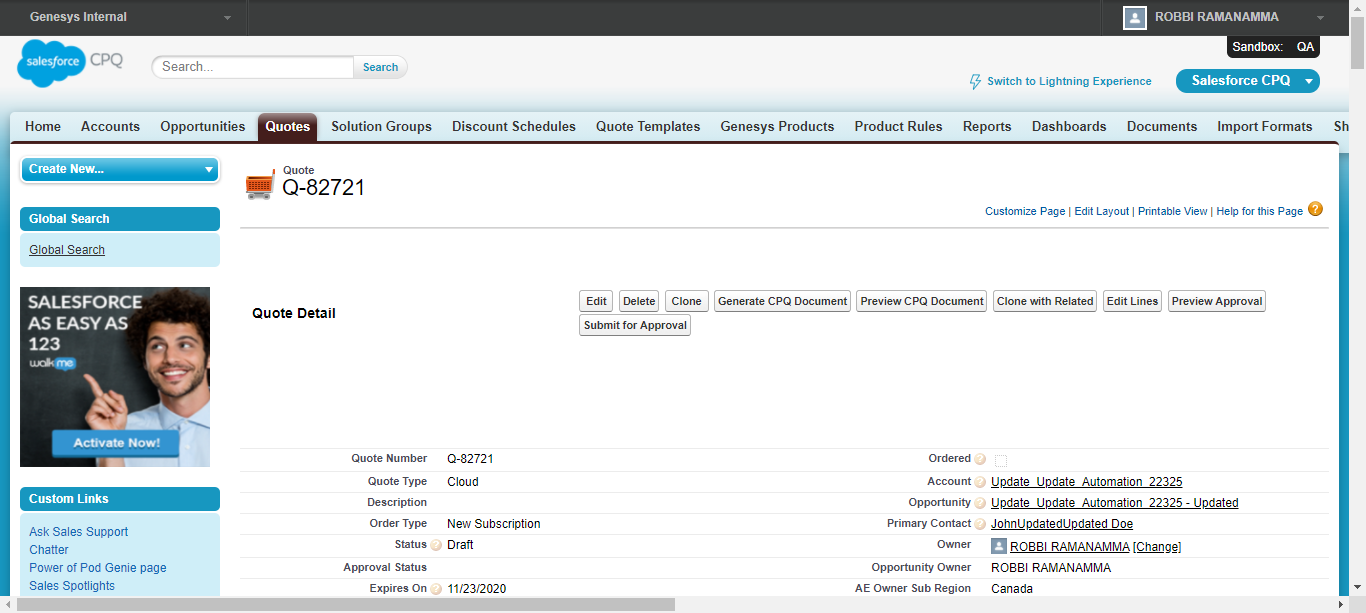 Genesys Internal
ROBBI RAMANAMMA
Sandbox: QA
salesforce CPQ
Search...
Search
Switch to Lightning Experience
Salesforce CPQ
Home Accounts Opportunities Quotes Solution Groups Discount Schedules Quote Templates Genesys Products Product Rules Reports Dashboards Documents Import Formats Sh
Create New...
Global Search
Global Search
SALESFORCE
AS EASY AS
123
walkme
Activate Now!
Custom Links
Ask Sales Support
Chatter
Power of Pod Genie page
Sales Spotlights
Quote
Q-82721
Customize Page | Edit Layout | Printable View | Help for this Page ?
Quote Detail
Edit Delete Clone Generate CPQ Document Preview CPQ Document Clone with Related Edit Lines Preview Approval
Submit for Approval
Quote Number Q-82721 Ordered ?
Quote Type Cloud Account ? Update_Update_Automation_22325
Description Opportunity ? Update_Update_Automation_22325 - Updated
Order Type New Subscription Primary Contact ? JohnUpdatedUpdated Doe
Status ? Draft Owner ROBBI RAMANAMMA [Change]
Approval Status Opportunity Owner ROBBI RAMANAMMA
Expires On ? 11/23/2020 AE Owner Sub Region Canada